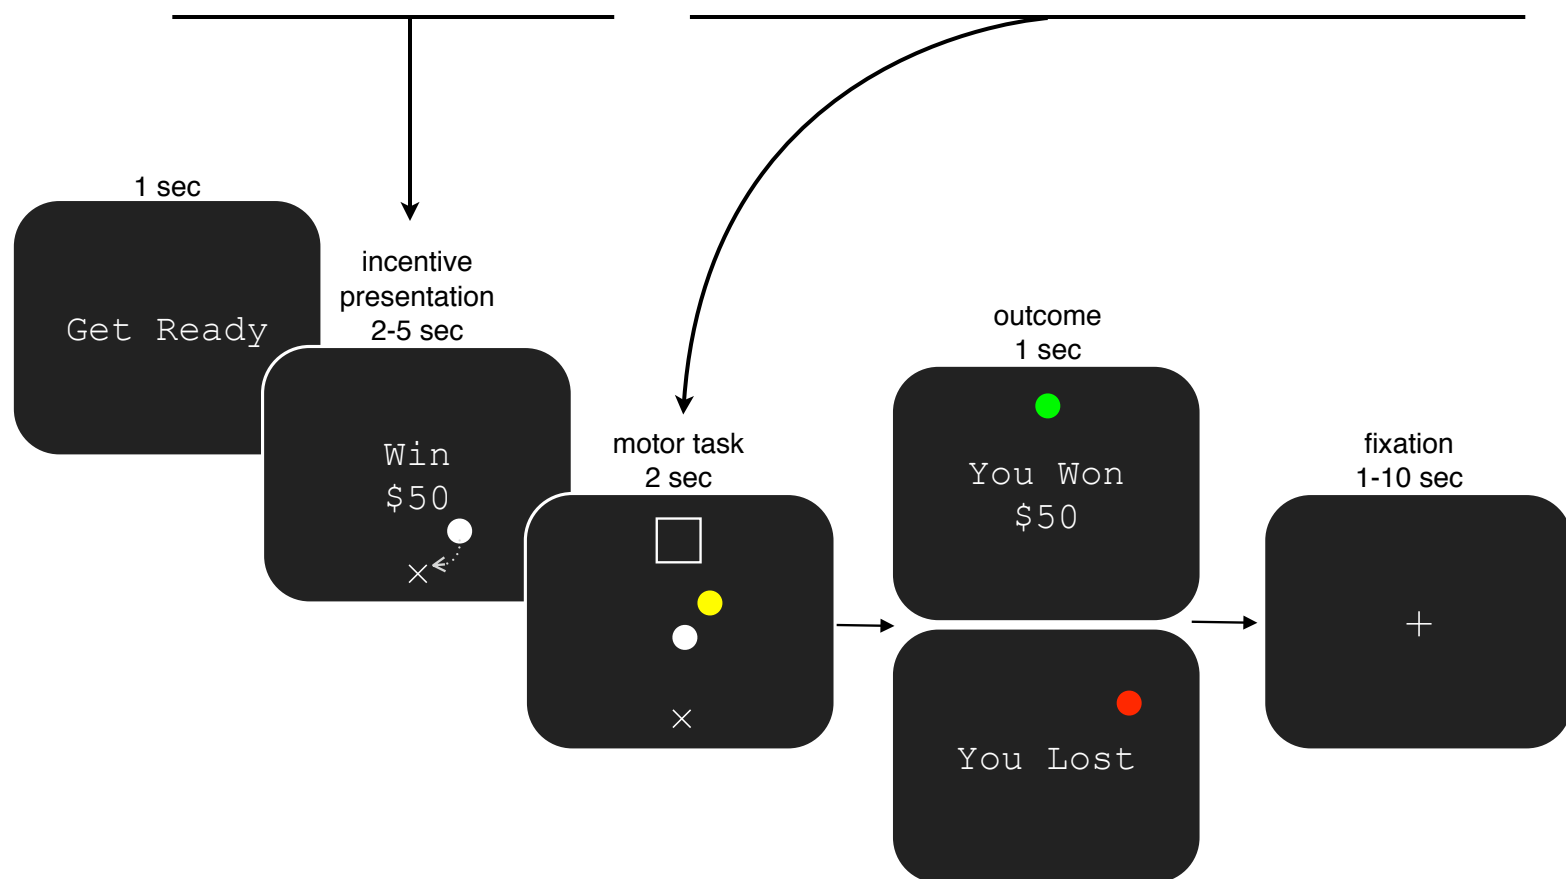 1 sec
Get Ready
incentive
presentation
2-5 sec
Win
$50
motor task
2 sec
outcome
1 sec
You Won
$50
You Lost
fixation
1-10 sec